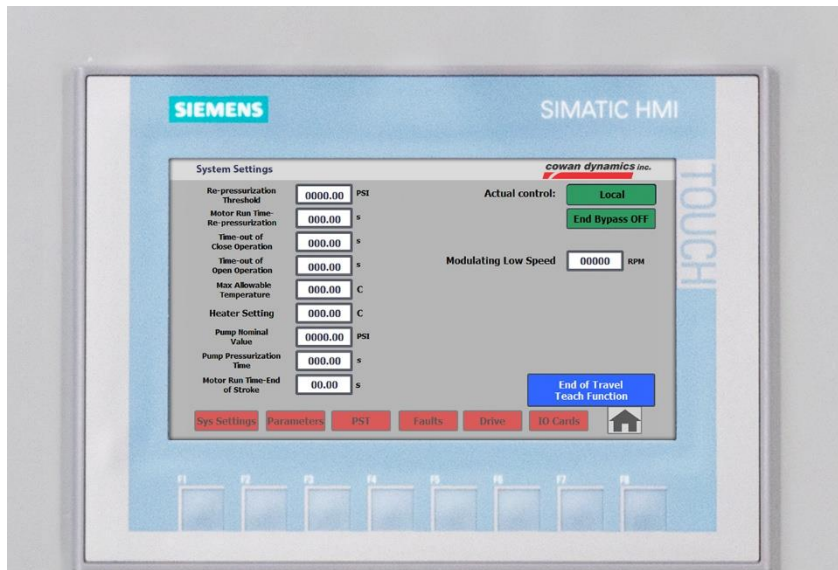 SIEMENS
SIMATIC HMI
TOUCH
System Settings
cowan dynamics inc.
Re-pressurization
Threshold
0000.00 PSI
Motor Run Time-
Re-pressurization
000.00 s
Time-out of
Close Operation
000.00 s
Time-out of
Open Operation
000.00 s
Max Allowable
Temperature
000.00 C
Heater Setting 000.00 C
Pump Nominal
Value
0000.00 PSI
Pump Pressurization
Time
000.00 s
Motor Run Time-End
of Stroke
00.00 s
Actual control: Local
End Bypass OFF
Modulating Low Speed 00000 RPM
End of Travel
Teach Function
Sys Settings Parameters PST Faults Drive IO Cards
F1 F2 F3 F4 F5 F6 F7 F8